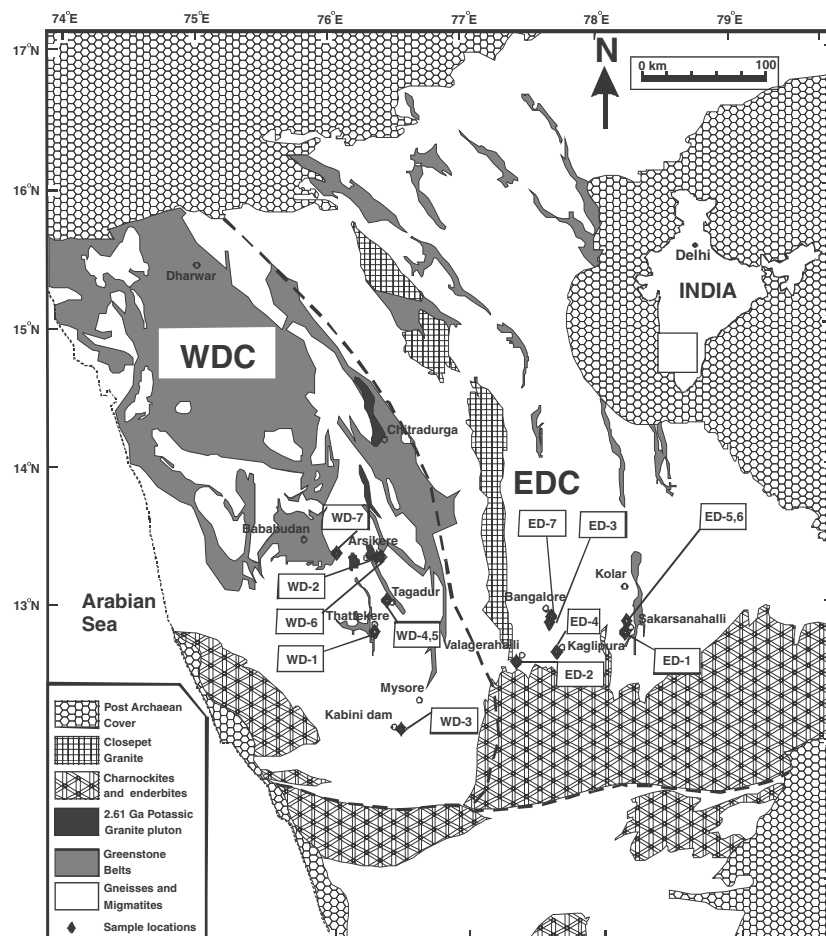 74°E 75°E 76°E 77°E 78°E 79°E
17°N
16°N
15°N
14°N
13°N
N
0 km 100
Delhi
INDIA
Dharwar
WDC
Chitradurga
EDC
WD-7
ED-7
ED-3
ED-5,6
Bababudan
Arsikere
WD-2
Kolar
Arabian
Sea
Tagadur
Bangalore
WD-6
Thattekere
ED-4
Sakarsanahalli
WD-4,5
Valagerahalli
Kaglipura
WD-1
ED-1
ED-2
Mysore
Kabini dam
WD-3
Post Archaean
Cover
Closepet
Granite
Charnockites
and enderbites
2.61 Ga Potassic
Granite pluton
Greenstone
Belts
Gneisses and
Migmatites
Sample locations